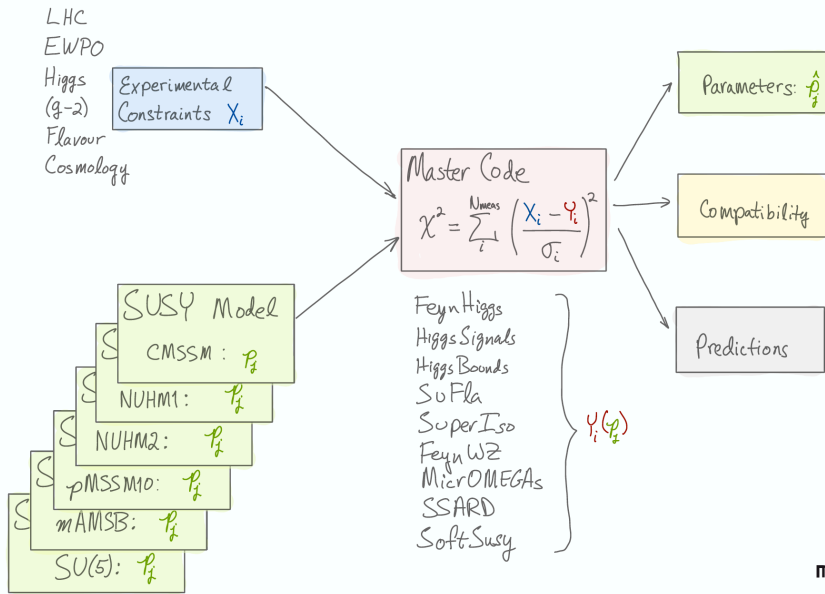 LHC
EWPO
Higgs
(g-2)
Flavour
Cosmology
Experimental
Constraints Xᵢ
Master Code
χ² = Σᵢ^Nmeas ((Xᵢ - Yᵢ)/σᵢ)²
Parameters: p̂ⱼ
Compatibility
Predictions
SUSY Model
CMSSM: pⱼ
S
NUHM1: pⱼ
S
NUHM2: pⱼ
S
pMSSM10: pⱼ
S
mAMSB: pⱼ
S
SU(5): pⱼ
FeynHiggs
HiggsSignals
HiggsBounds
SuFla
SuperIso
FeynWZ
MicrOMEGAs
SSARD
SoftSusy
Yᵢ(pⱼ)